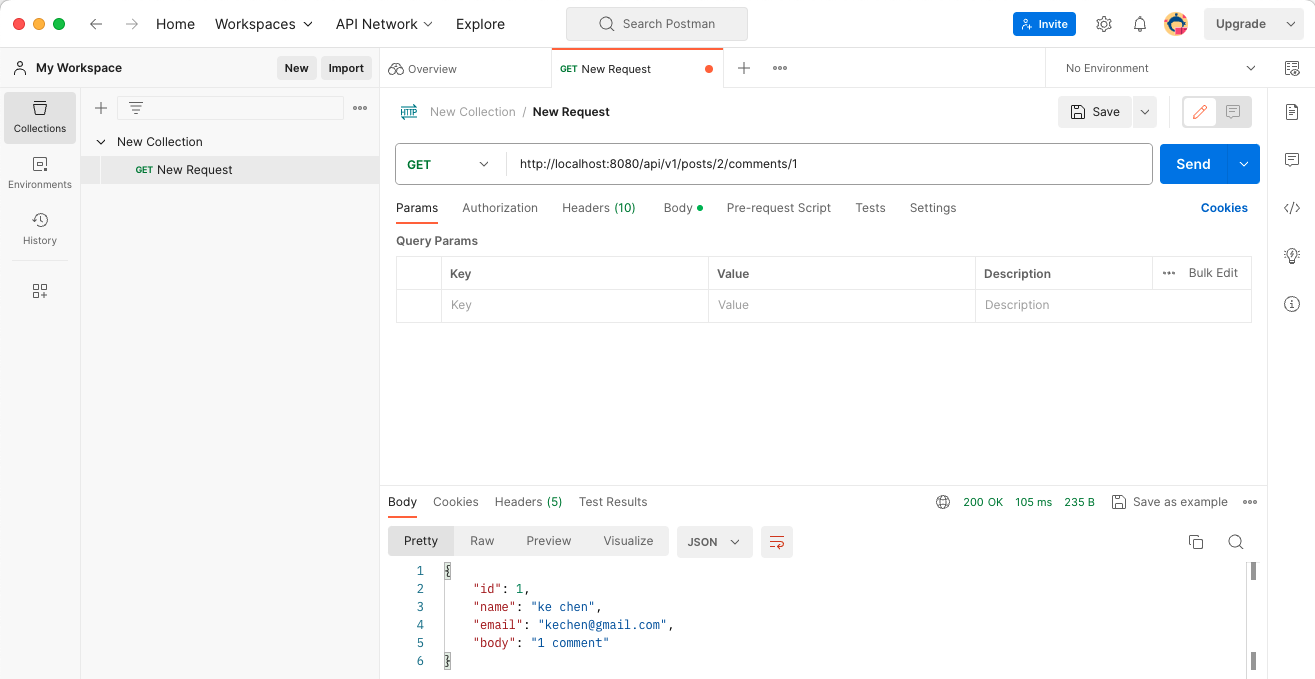 Home Workspaces API Network Explore Search Postman Invite Upgrade
My Workspace New Import Overview GET New Request No Environment
Collections
Environments
History
New Collection
GET New Request
HTTP New Collection / New Request Save
GET http://localhost:8080/api/v1/posts/2/comments/1 Send
Params Authorization Headers (10) Body Pre-request Script Tests Settings Cookies
Query Params
Key Value Description Bulk Edit
Key Value Description
Body Cookies Headers (5) Test Results 200 OK 105 ms 235 B Save as example
Pretty Raw Preview Visualize JSON
1 {
2 "id": 1,
3 "name": "ke chen",
4 "email": "kechen@gmail.com",
5 "body": "1 comment"
6 }